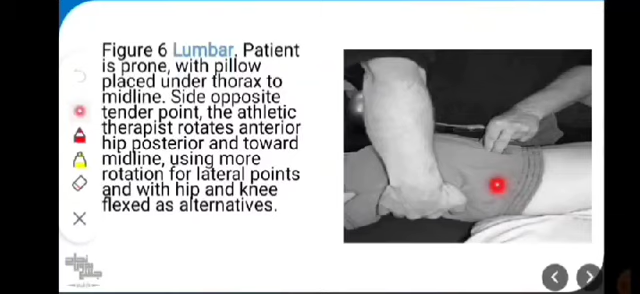 Figure 6 Lumbar. Patient
is prone, with pillow
placed under thorax to
midline. Side opposite
tender point, the athletic
therapist rotates anterior
hip posterior and toward
midline, using more
rotation for lateral points
and with hip and knee
flexed as alternatives.